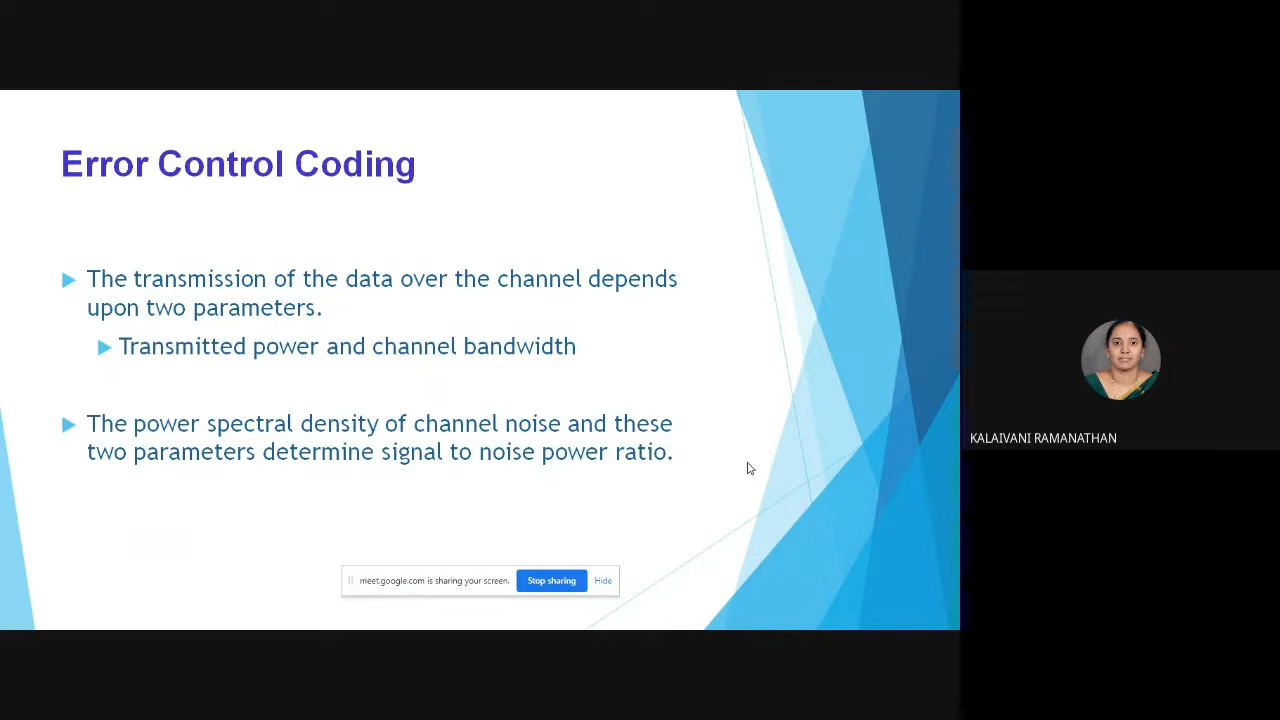 Error Control Coding
The transmission of the data over the channel depends
upon two parameters.
Transmitted power and channel bandwidth
The power spectral density of channel noise and these
two parameters determine signal to noise power ratio.
meet.google.com is sharing your screen. Stop sharing Hide
KALAIVANI RAMANATHAN